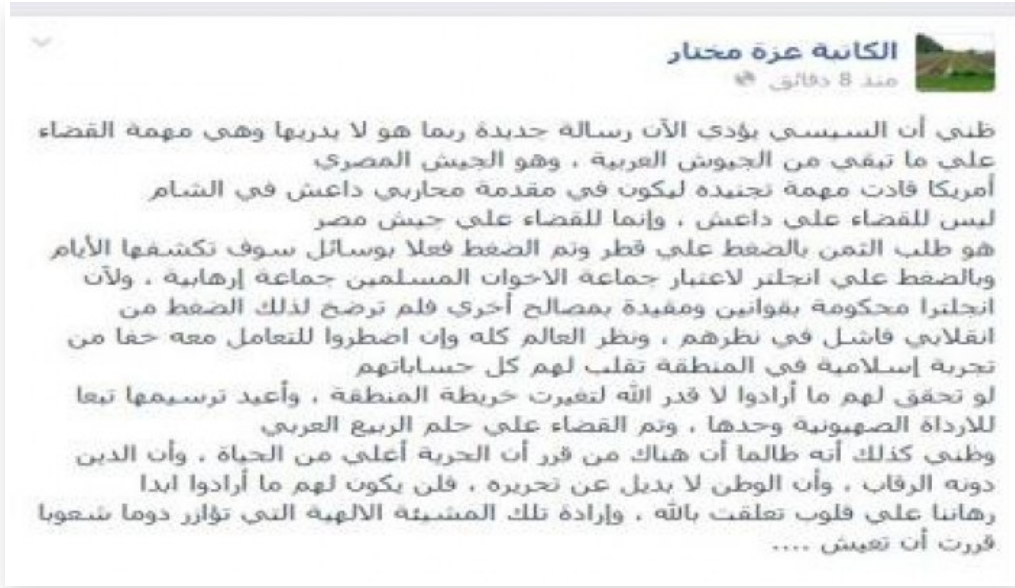 الكاتبة عزة مختار
منذ 8 دقائق
ظني أن السيسي يؤدي الآن رسالة جديدة ربما هو لا يدريها وهي مهمة القضاء
علي ما تبقي من الجيوش العربية ، وهو الجيش المصري
أمريكا قادت مهمة تجنيده ليكون في مقدمة محاربي داعش في الشام
ليس للقضاء علي داعش ، وإنما للقضاء علي جيش مصر
هو طلب الثمن بالضغط علي قطر وتم الضغط فعلا بوسائل سوف تكشفها الأيام
وبالضغط علي انجلتر لاعتبار جماعة الاخوان المسلمين جماعة إرهابية ، ولآن
انجلترا محكومة بقوانين ومقيدة بمصالح أخري فلم ترضخ لذلك الضغط من
انقلابي فاشل في نظرهم ، ونظر العالم كله وإن اضطروا للتعامل معه خفا من
تجربة إسلامية في المنطقة تقلب لهم كل حساباتهم
لو تحقق لهم ما أرادوا لا قدر الله لتغيرت خريطة المنطقة ، وأعيد ترسيمها تبعا
للارداة الصهيونية وحدها ، وتم القضاء علي حلم الربيع العربي
وظني كذلك أنه طالما أن هناك من قرر أن الحرية أغلي من الحياة ، وأن الدين
دونه الرقاب ، وأن الوطن لا بديل عن تحريره ، فلن يكون لهم ما أرادوا ابدا
رهاننا علي قلوب تعلقت بالله ، وإرادة تلك المشيئة الالهية التي تؤازر دوما شعوبا
قررت أن تعيش ....